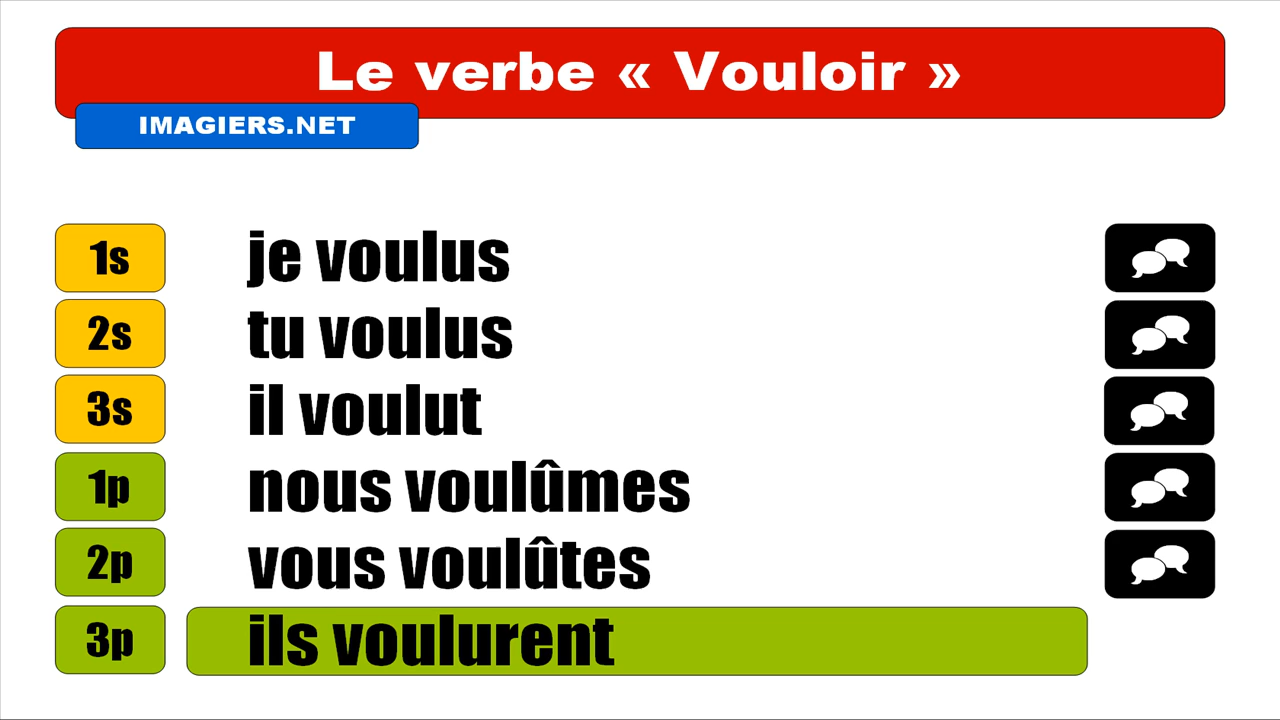 Le verbe « Vouloir »
IMAGIERS.NET
1s je voulus
2s tu voulus
3s il voulut
1p nous voulûmes
2p vous voulûtes
3p ils voulurent